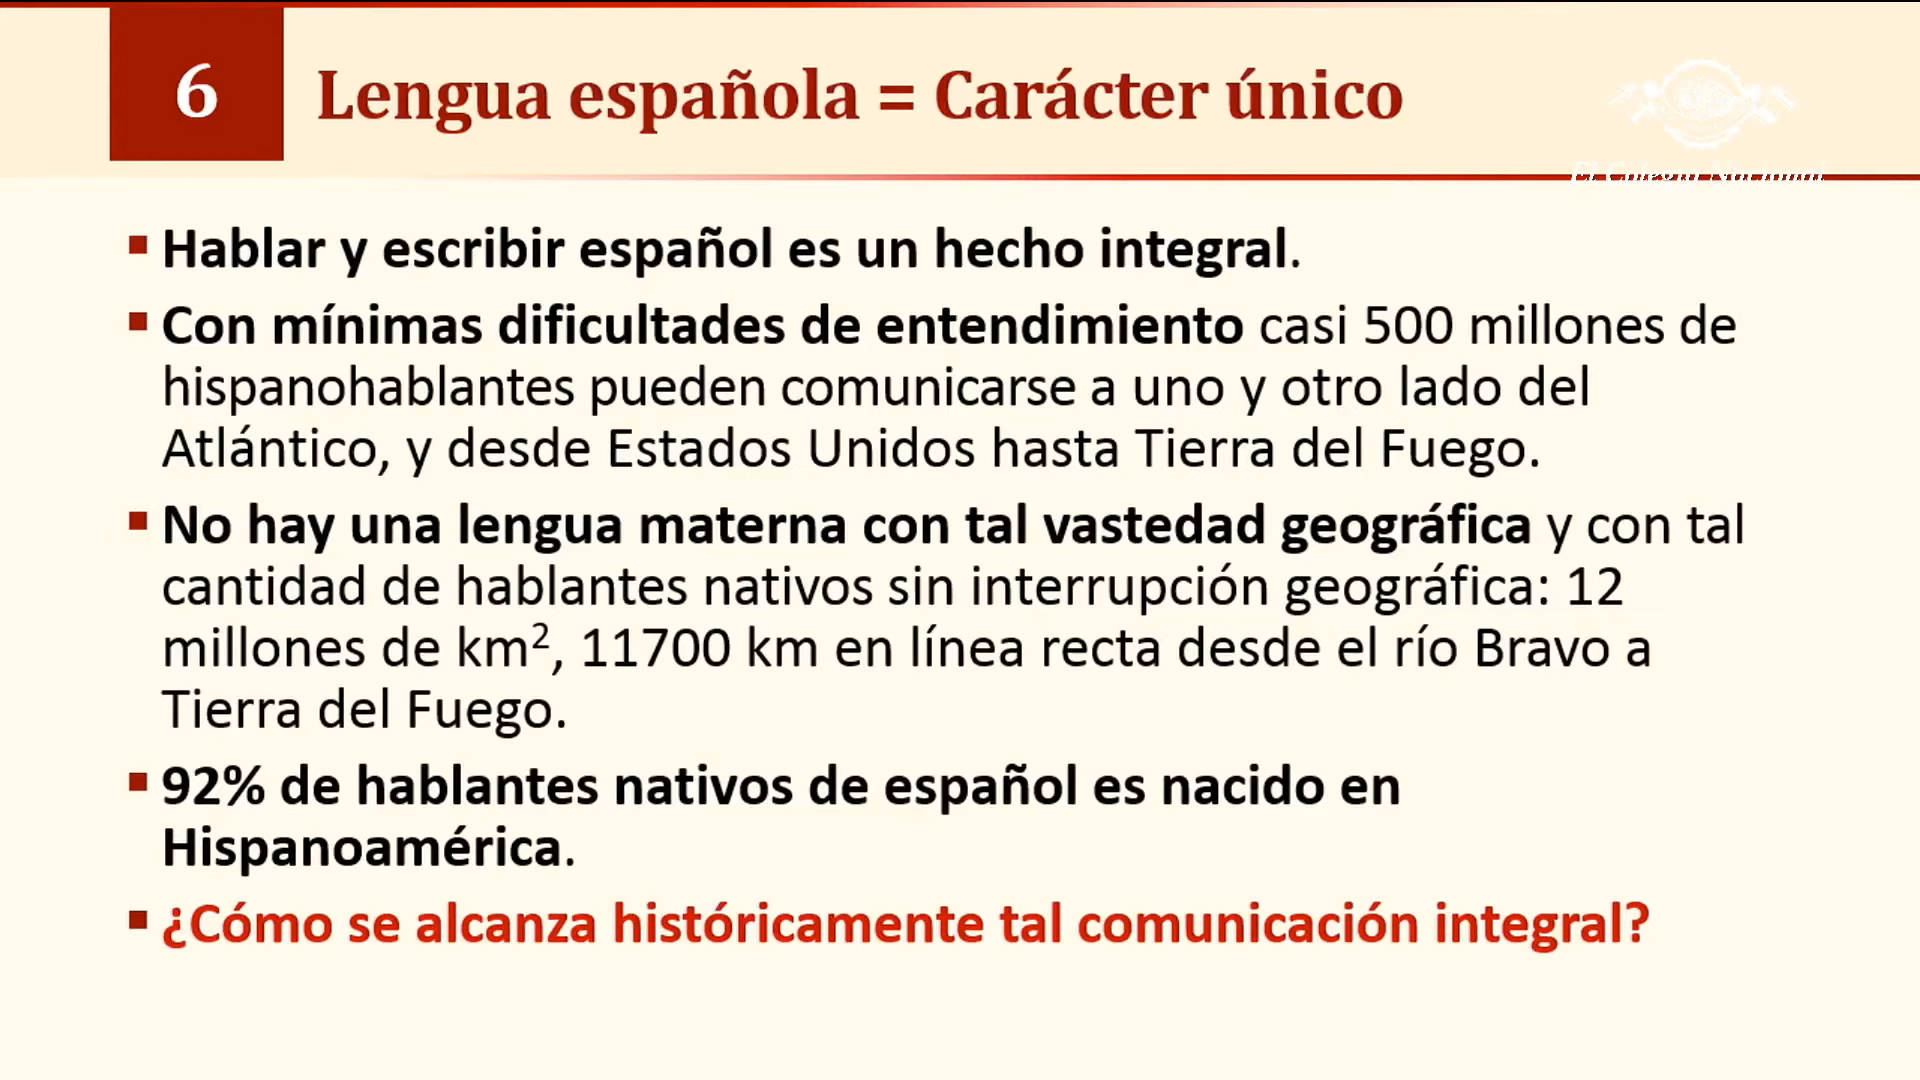 6
Lengua española = Carácter único
El Colegio Nacional
▪ Hablar y escribir español es un hecho integral.
▪ Con mínimas dificultades de entendimiento casi 500 millones de
hispanohablantes pueden comunicarse a uno y otro lado del
Atlántico, y desde Estados Unidos hasta Tierra del Fuego.
▪ No hay una lengua materna con tal vastedad geográfica y con tal
cantidad de hablantes nativos sin interrupción geográfica: 12
millones de km², 11700 km en línea recta desde el río Bravo a
Tierra del Fuego.
▪ 92% de hablantes nativos de español es nacido en
Hispanoamérica.
▪ ¿Cómo se alcanza históricamente tal comunicación integral?